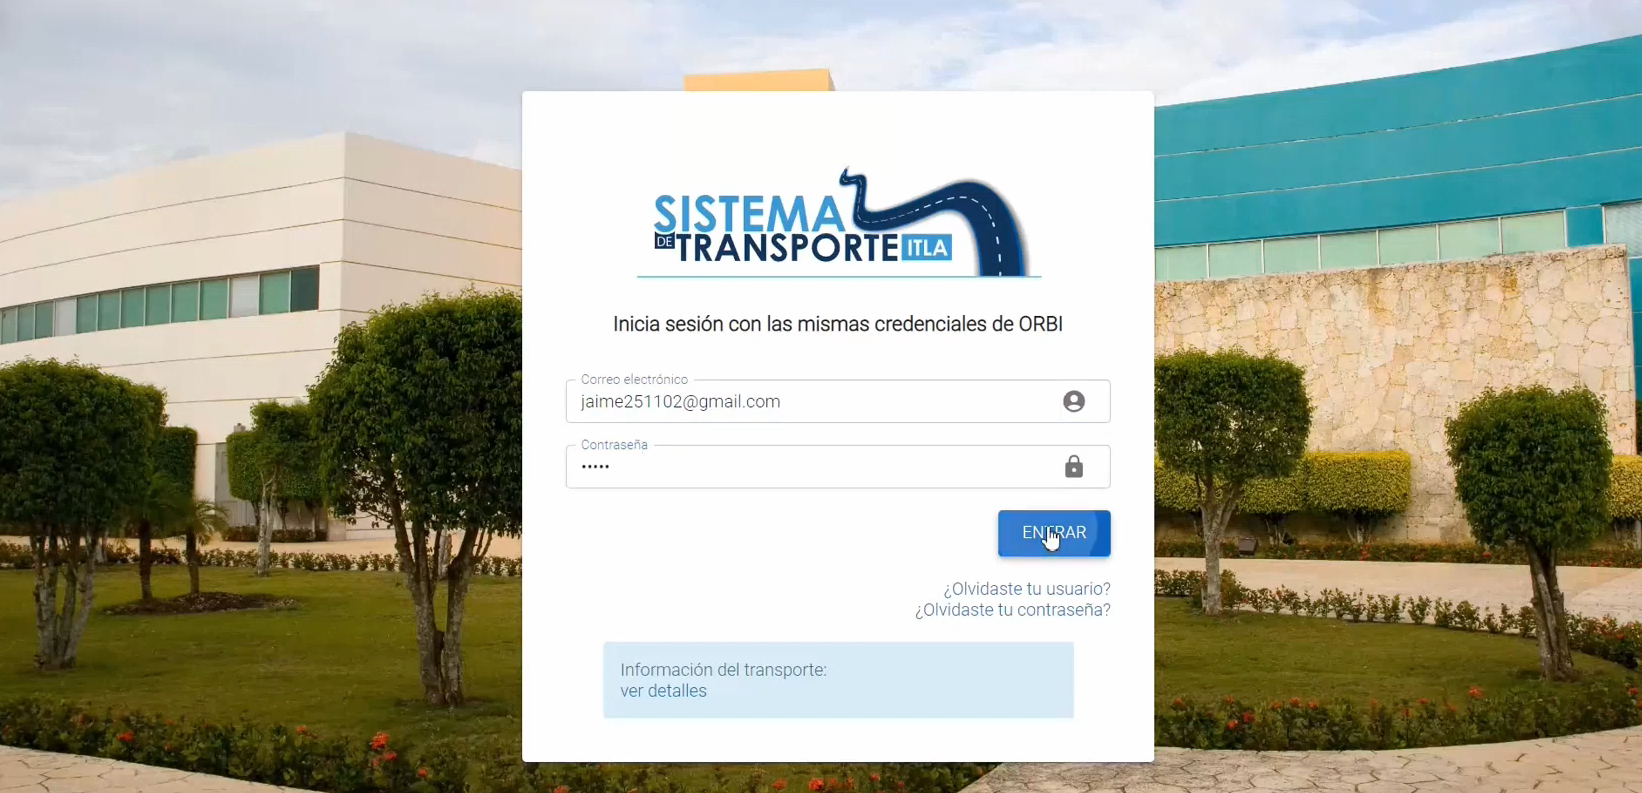 SISTEMA
DE TRANSPORTE ITLA
Inicia sesión con las mismas credenciales de ORBI
Correo electrónico
jaime251102@gmail.com
Contraseña
•••••
ENTRAR
¿Olvidaste tu usuario?
¿Olvidaste tu contraseña?
Información del transporte:
ver detalles